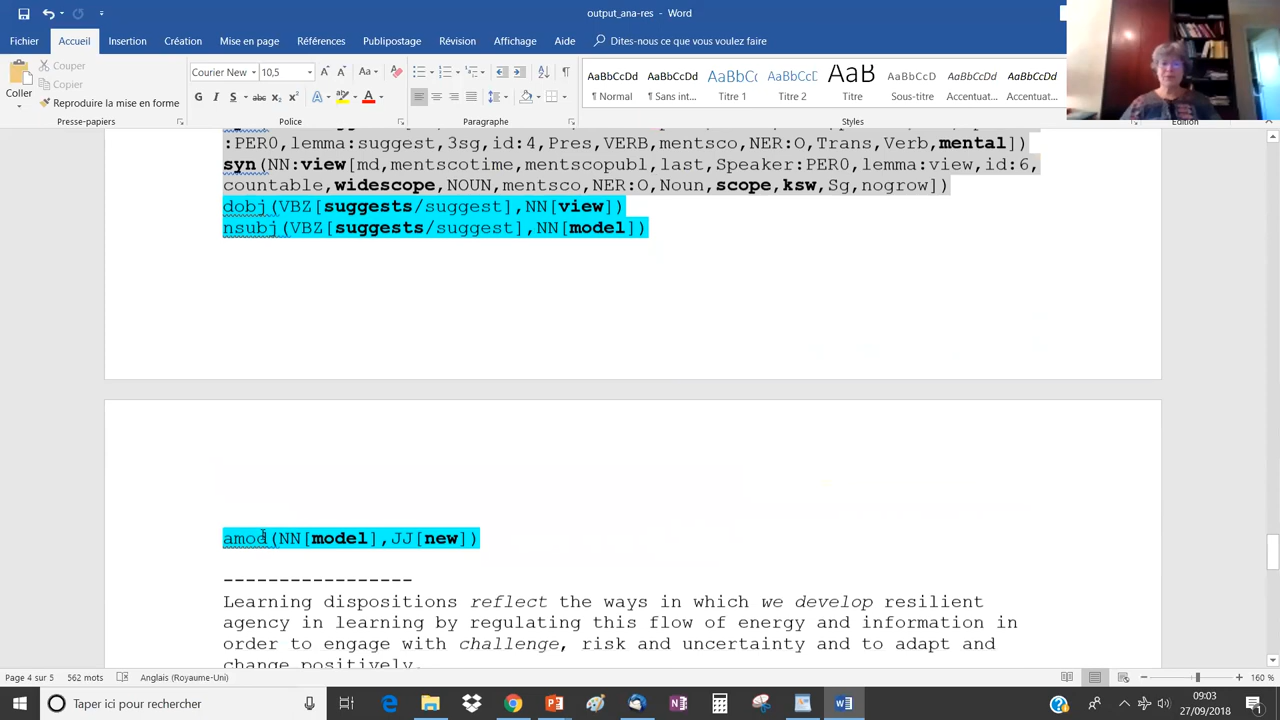 output_ana-res - Word
Fichier Accueil Insertion Création Mise en page Références Publipostage Révision Affichage Aide Dites-nous ce que vous voulez faire
Coller
Couper
Copier
Reproduire la mise en forme
Presse-papiers
Courier New 10,5
Aa
G I S abc
Police
Paragraphe
AaBbCcDd AaBbCcDd AaBbC( AaBbCcC AaB AaBbCcD AaBbCcDd AaBbCcDd
¶ Normal ¶ Sans int... Titre 1 Titre 2 Titre Sous-titre Accentuat... Accentuat...
Styles
Edition
:PER0,lemma:suggest,3sg,id:4,Pres,VERB,mentsco,NER:O,Trans,Verb,mental])
syn(NN:view[md,mentscotime,mentscopubl,last,Speaker:PER0,lemma:view,id:6,
countable,widescope,NOUN,mentsco,NER:O,Noun,scope,ksw,Sg,nogrow])
dobj(VBZ[suggests/suggest],NN[view])
nsubj(VBZ[suggests/suggest],NN[model])
amod(NN[model],JJ[new])
----------------
Learning dispositions reflect the ways in which we develop resilient
agency in learning by regulating this flow of energy and information in
order to engage with challenge, risk and uncertainty and to adapt and
change positively.
Page 4 sur 5 562 mots Anglais (Royaume-Uni) 160 %
Taper ici pour rechercher
09:03
27/09/2018